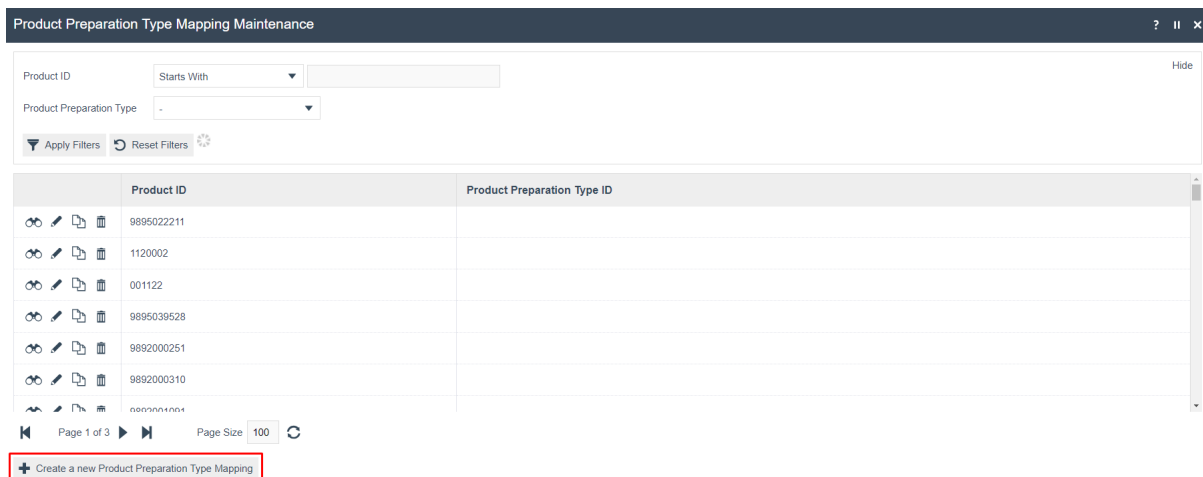 Product Preparation Type Mapping Maintenance ?
Hide
Product ID Starts With
Product Preparation Type -
Apply Filters Reset Filters
Product ID Product Preparation Type ID
9895022211
1120002
001122
9895039528
9892000251
9892000310
9892001091
Page 1 of 3 Page Size 100
Create a new Product Preparation Type Mapping